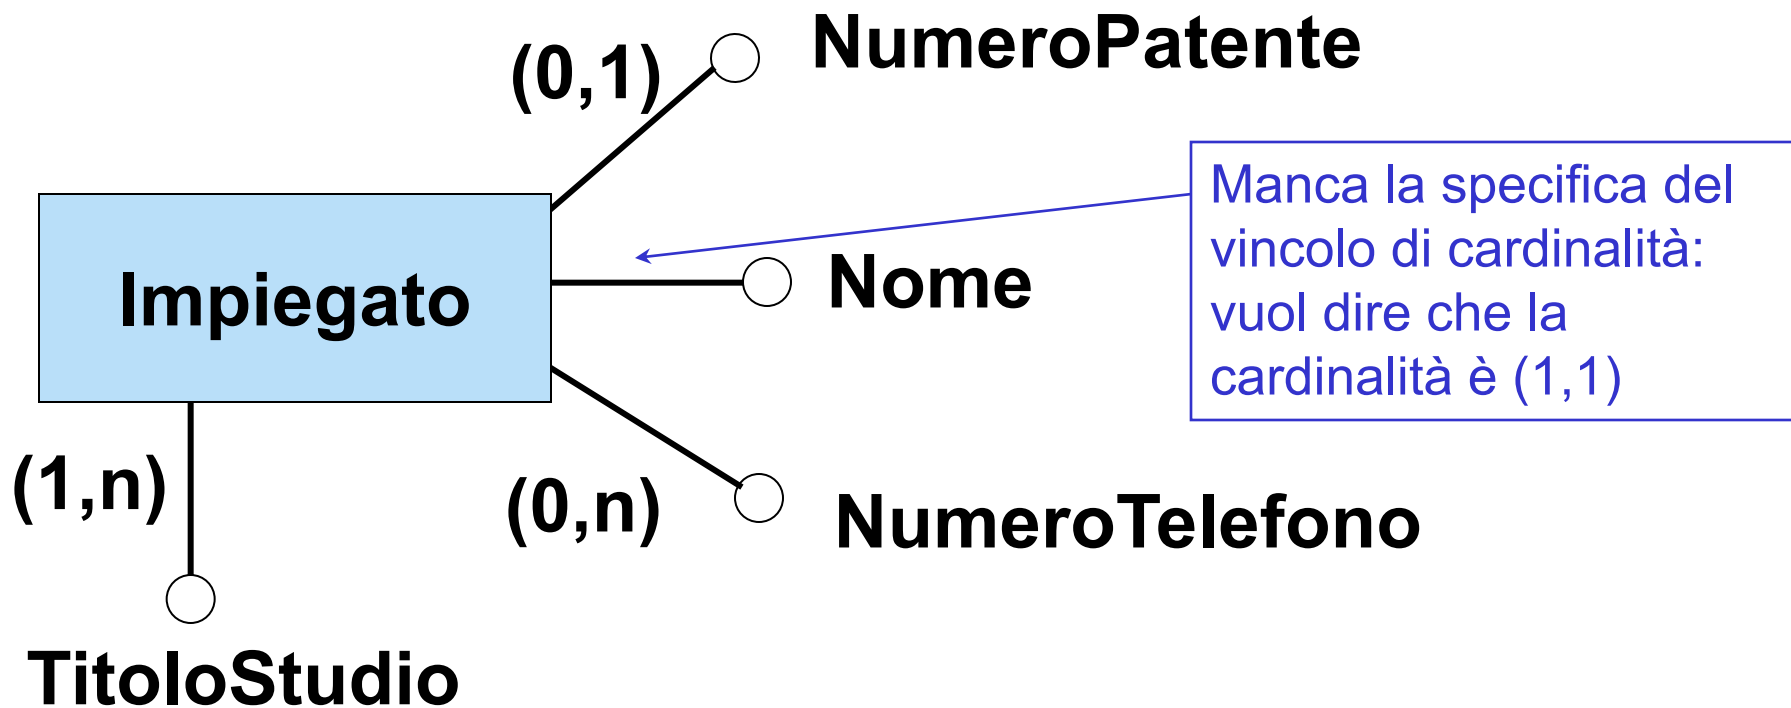 NumeroPatente
(0,1)
Manca la specifica del
vincolo di cardinalità:
vuol dire che la
cardinalità è (1,1)
Impiegato
Nome
(1,n)
(0,n)
NumeroTelefono
TitoloStudio